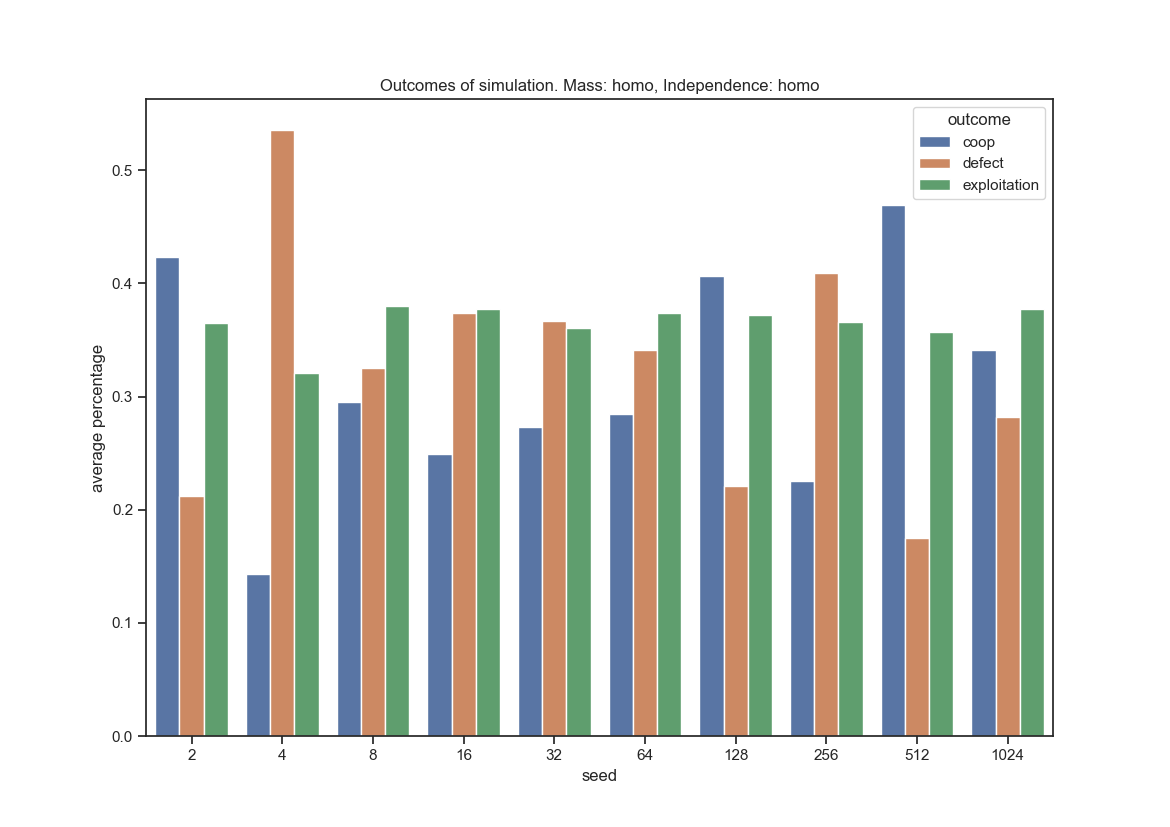 Outcomes of simulation. Mass: homo, Independence: homo
outcome
coop
defect
exploitation
average percentage
0.5
0.4
0.3
0.2
0.1
0.0
2 4 8 16 32 64 128 256 512 1024
seed